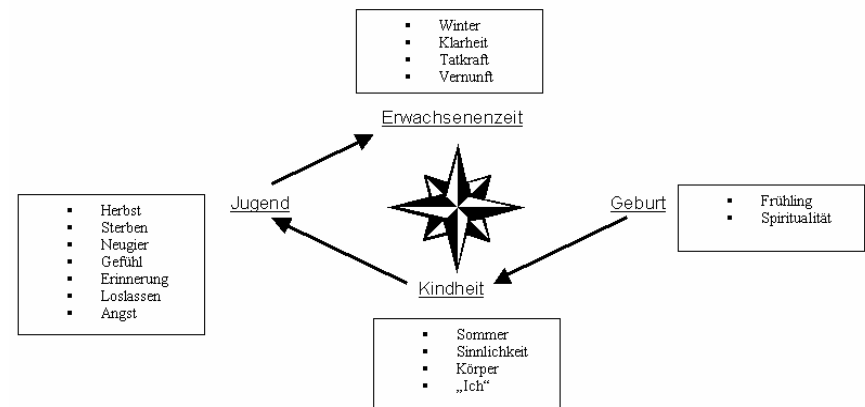 Winter
Klarheit
Tatkraft
Vernunft
Erwachsenenzeit
Jugend
Herbst
Sterben
Neugier
Gefühl
Erinnerung
Loslassen
Angst
Geburt
Frühling
Spiritualität
Kindheit
Sommer
Sinnlichkeit
Körper
„Ich“